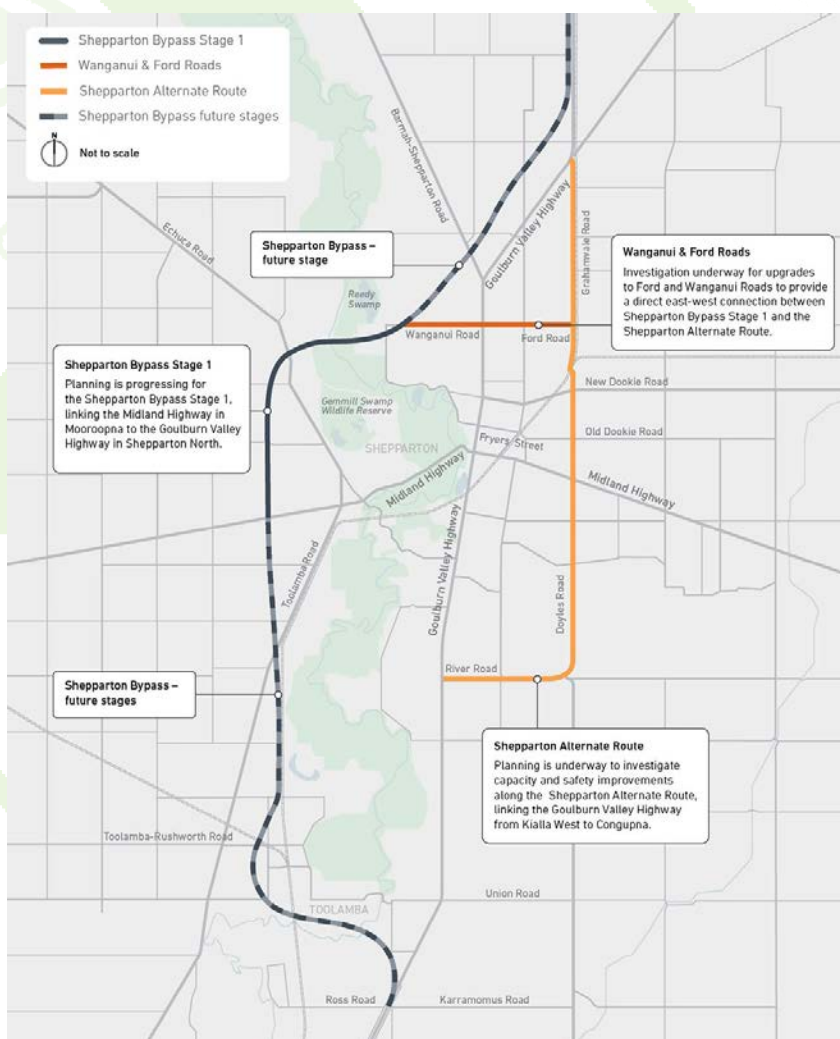 Shepparton Bypass Stage 1
Wanganui & Ford Roads
Shepparton Alternate Route
Shepparton Bypass future stages
N
Not to scale
Barmah-Shepparton Road
Goulburn Valley Highway
Grahamvale Road
Echuca Road
Shepparton Bypass –
future stage
Wanganui & Ford Roads
Investigation underway for upgrades
to Ford and Wanganui Roads to provide
a direct east-west connection between
Shepparton Bypass Stage 1 and the
Shepparton Alternate Route.
Reedy
Swamp
Wanganui Road
Ford Road
Shepparton Bypass Stage 1
Planning is progressing for
the Shepparton Bypass Stage 1,
linking the Midland Highway in
Mooroopna to the Goulburn Valley
Highway in Shepparton North.
New Dookie Road
Gemmill Swamp
Wildlife Reserve
Old Dookie Road
Fryers Street
SHEPPARTON
Midland Highway
Midland Highway
Toolamba Road
Goulburn Valley Highway
Doyles Road
River Road
Shepparton Bypass –
future stages
Shepparton Alternate Route
Planning is underway to investigate
capacity and safety improvements
along the Shepparton Alternate Route,
linking the Goulburn Valley Highway
from Kialla West to Congupna.
Toolamba-Rushworth Road
Union Road
TOOLAMBA
Ross Road
Karramomus Road